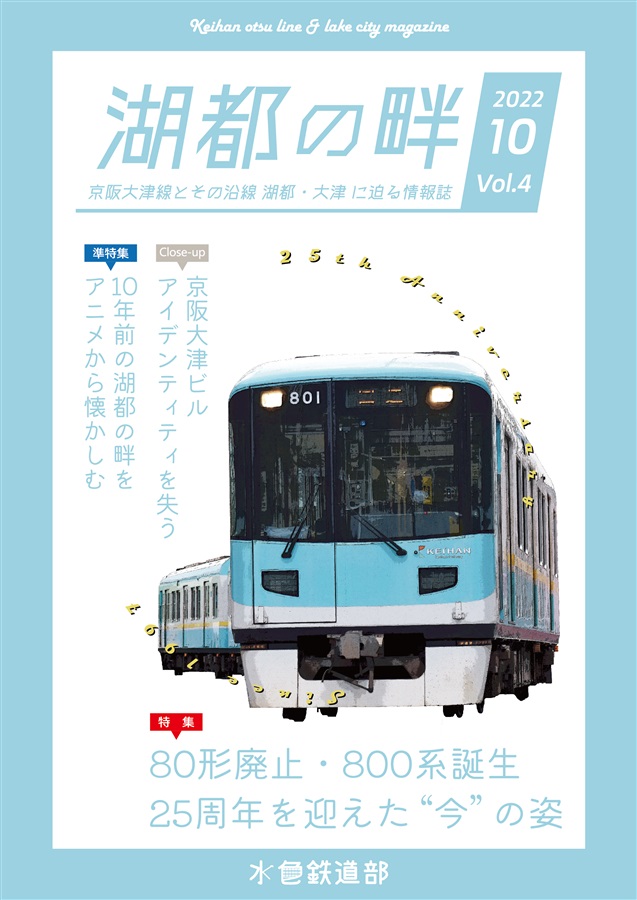 Keihan otsu line & lake city magazine
湖都の畔
2022
10
Vol.4
京阪大津線とその沿線 湖都・大津 に迫る情報誌
Close-up
京阪大津ビル
アイデンティティを失う
準特集
10年前の湖都の畔を
アニメから懐かしむ
25th Anniversary
801
KEIHAN
Since 1997
特集
80形廃止・800系誕生
25周年を迎えた“今”の姿
水色鉄道部